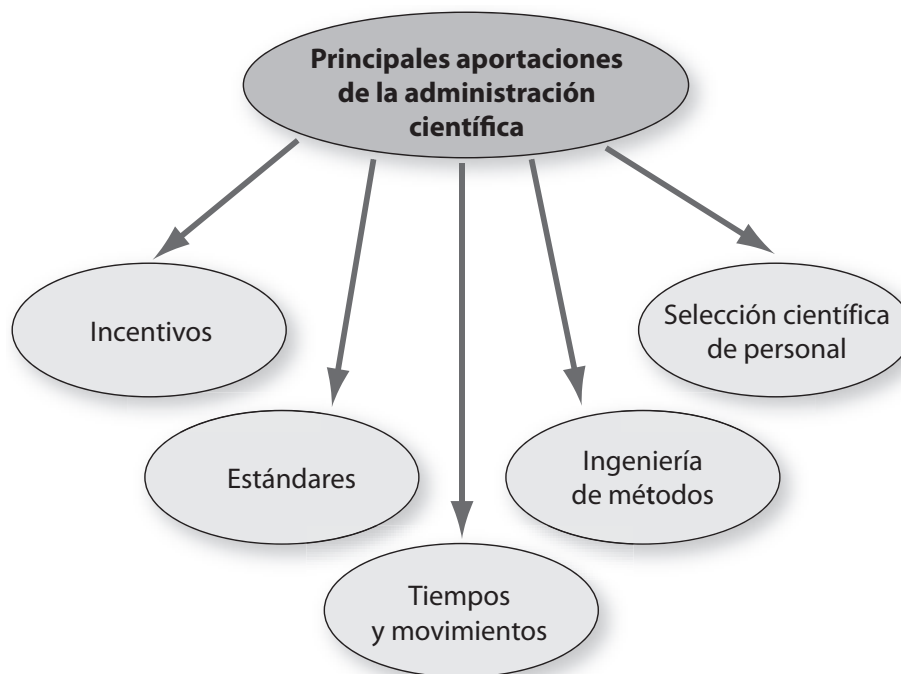 Principales aportaciones
de la administración
científica
Incentivos
Selección científica
de personal
Estándares
Ingeniería
de métodos
Tiempos
y movimientos